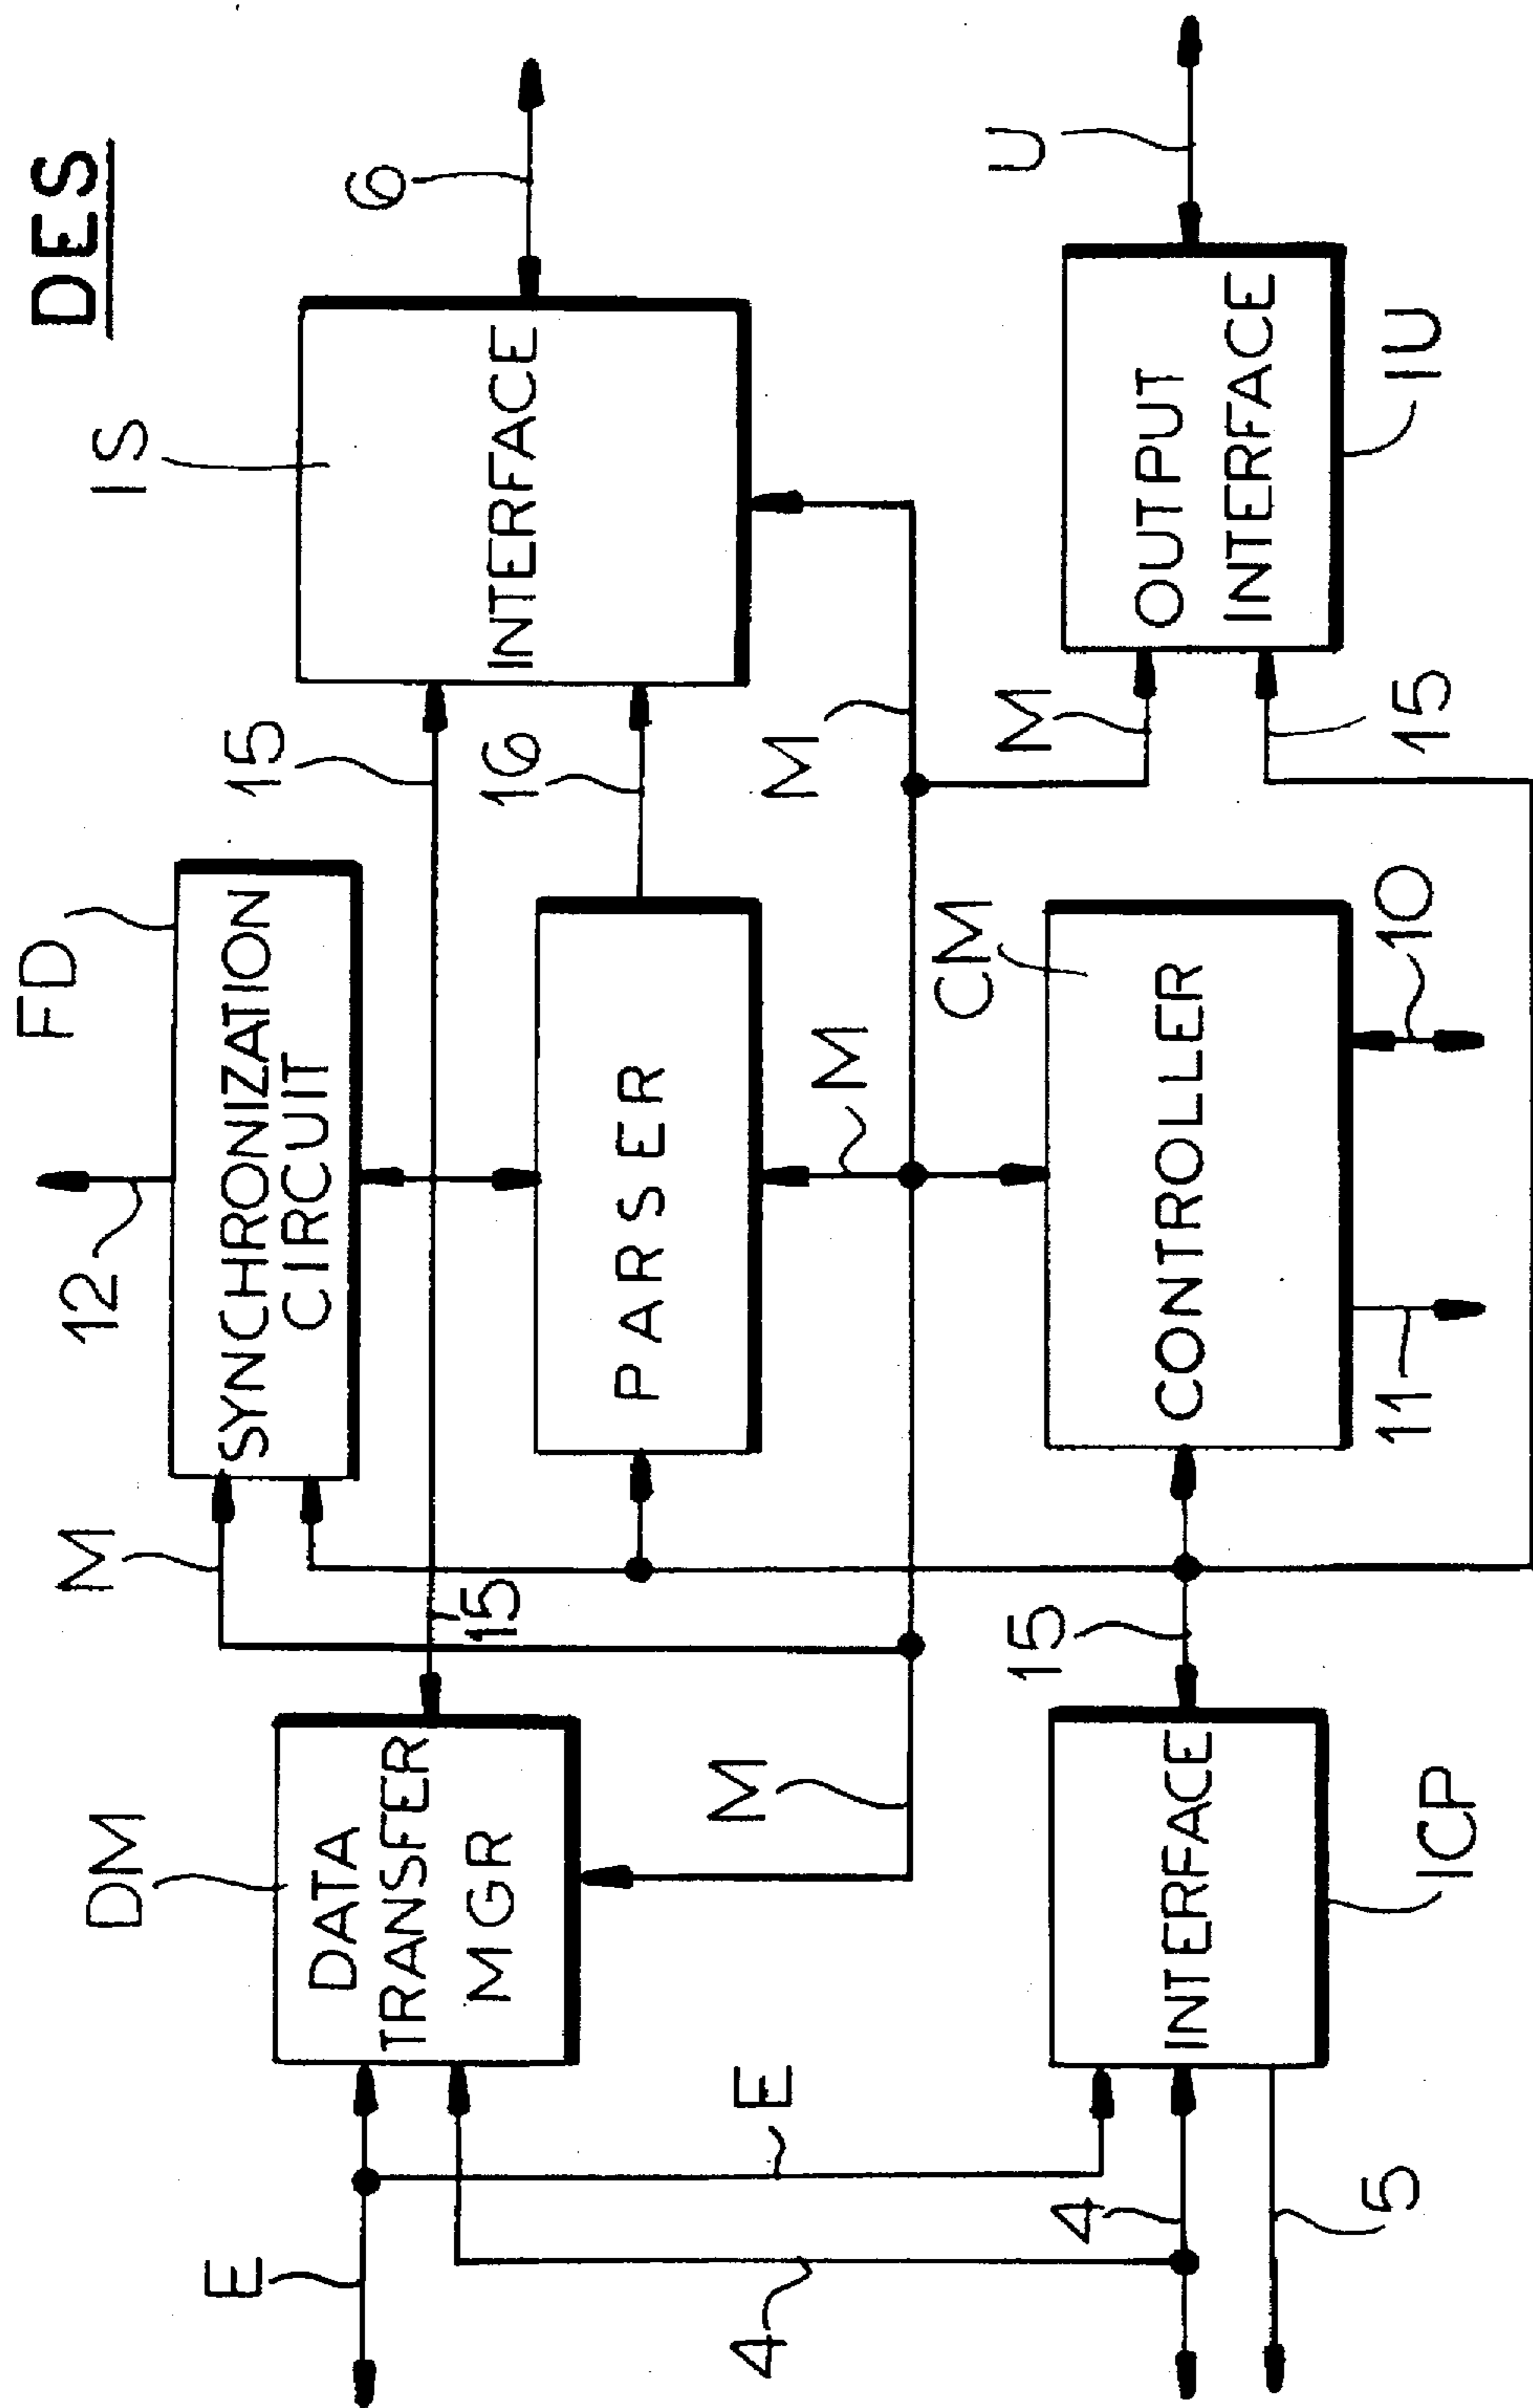 DES
FD
IS
6
12
SYNCHRONIZATION
CIRCUIT
M
15
DM
DATA
TRANSFER
MGR
15
INTERFACE
16
PARSER
E
E
M
M
M
4
4
CM
CONTROLLER
M
U
OUTPUT
INTERFACE
15
INTERFACE
5
ICP
11
10
15
IU